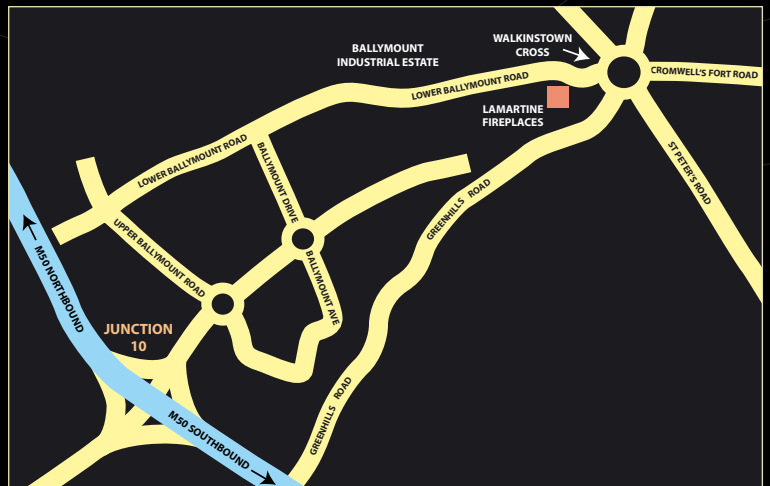 WALKINSTOWN
CROSS
BALLYMOUNT
INDUSTRIAL ESTATE
CROMWELL'S FORT ROAD
LOWER BALLYMOUNT ROAD
LAMARTINE
FIREPLACES
LOWER BALLYMOUNT ROAD
BALLYMOUNT DRIVE
ST PETER'S ROAD
GREENHILLS ROAD
UPPER BALLYMOUNT ROAD
BALLYMOUNT AVE
M50 NORTHBOUND
JUNCTION
10
GREENHILLS ROAD
M50 SOUTHBOUND